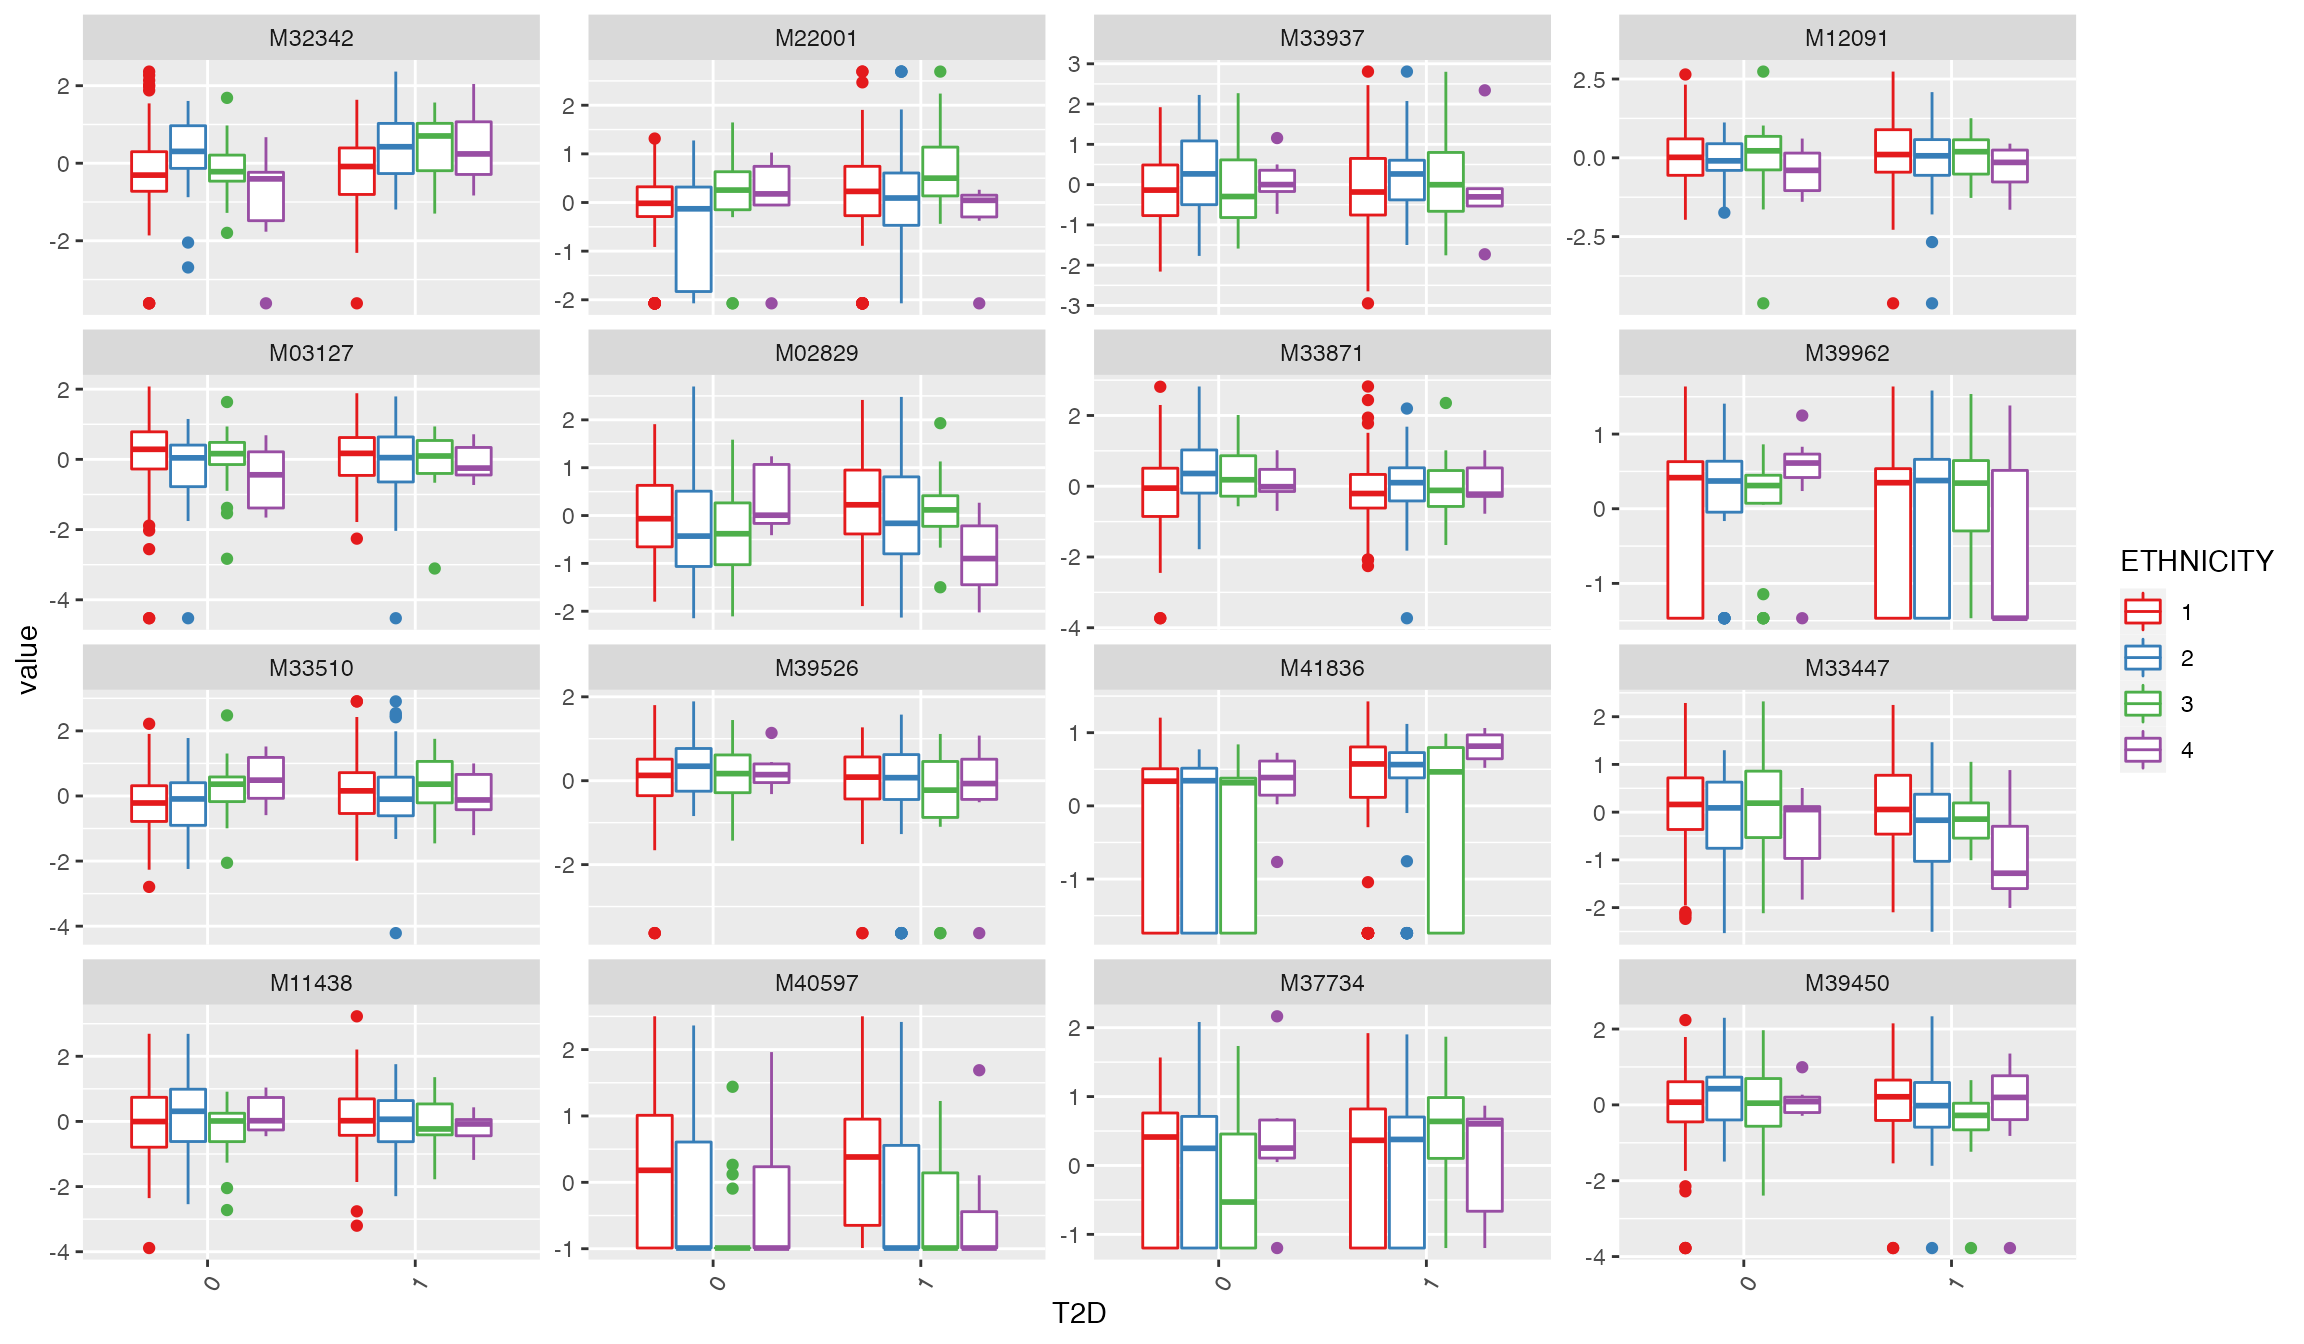 M32342 M22001 M33937 M12091
2 0 -2
2 1 0 -1 -2
3 2 1 0 -1 -2 -3
2.5 0.0 -2.5
M03127 M02829 M33871 M39962
2 0 -2 -4
2 1 0 -1 -2
2 0 -2 -4
1 0 -1
M33510 M39526 M41836 M33447
2 0 -2 -4
2 0 -2
1 0 -1
2 1 0 -1 -2
M11438 M40597 M37734 M39450
2 0 -2 -4
2 1 0 -1
2 1 0 -1
2 0 -2 -4
0 1 0 1 0 1 0 1
T2D
value
ETHNICITY
1
2
3
4